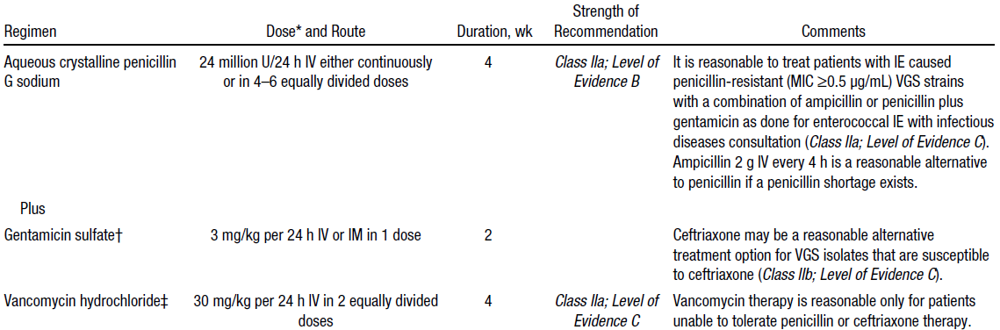 Strength of
Regimen Dose* and Route Duration, wk Recommendation Comments
Aqueous crystalline penicillin 24 million U/24 h IV either continuously 4 Class IIa; Level of It is reasonable to treat patients with IE caused
G sodium or in 4–6 equally divided doses Evidence B penicillin-resistant (MIC ≥0.5 µg/mL) VGS strains
with a combination of ampicillin or penicillin plus
gentamicin as done for enterococcal IE with infectious
diseases consultation (Class IIa; Level of Evidence C).
Ampicillin 2 g IV every 4 h is a reasonable alternative
to penicillin if a penicillin shortage exists.
Plus
Gentamicin sulfate† 3 mg/kg per 24 h IV or IM in 1 dose 2 Ceftriaxone may be a reasonable alternative
treatment option for VGS isolates that are susceptible
to ceftriaxone (Class IIb; Level of Evidence C).
Vancomycin hydrochloride‡ 30 mg/kg per 24 h IV in 2 equally divided 4 Class IIa; Level of Vancomycin therapy is reasonable only for patients
doses Evidence C unable to tolerate penicillin or ceftriaxone therapy.